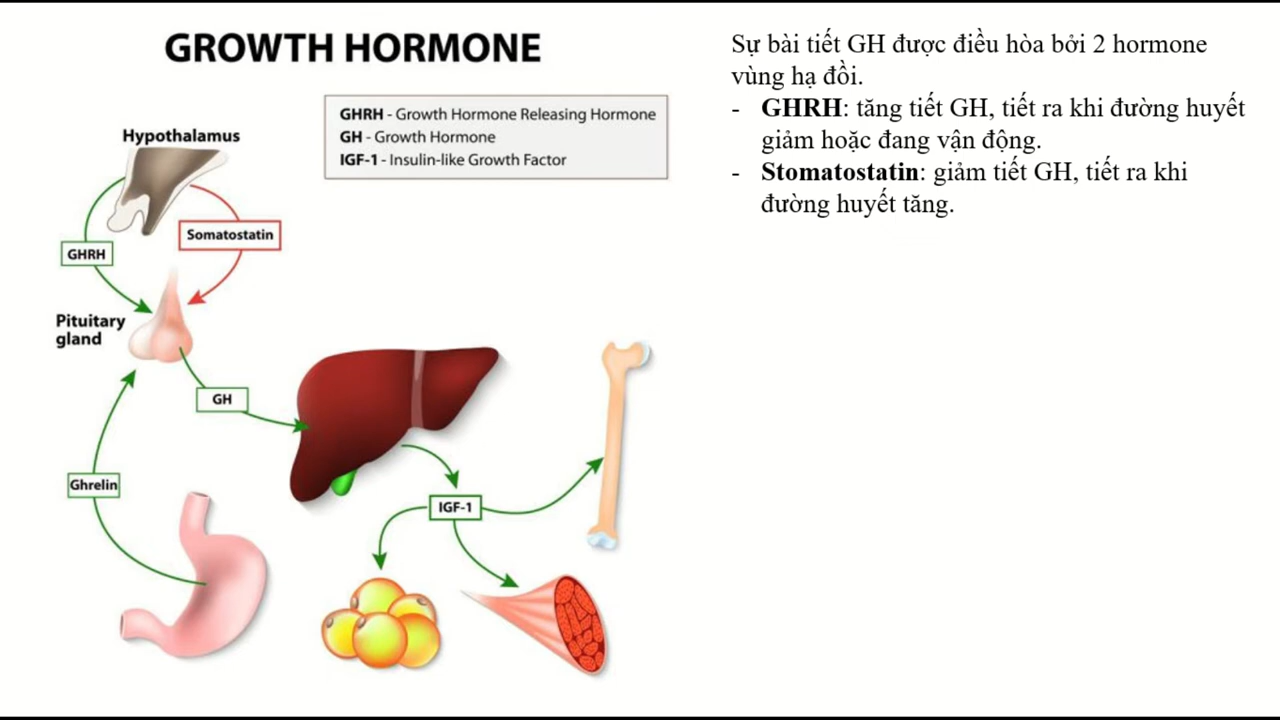 GROWTH HORMONE
GHRH - Growth Hormone Releasing Hormone
GH - Growth Hormone
IGF-1 - Insulin-like Growth Factor
Hypothalamus
GHRH
Somatostatin
Pituitary
gland
GH
Ghrelin
IGF-1
Sự bài tiết GH được điều hòa bởi 2 hormone
vùng hạ đồi.
- GHRH: tăng tiết GH, tiết ra khi đường huyết
giảm hoặc đang vận động.
- Stomatostatin: giảm tiết GH, tiết ra khi
đường huyết tăng.